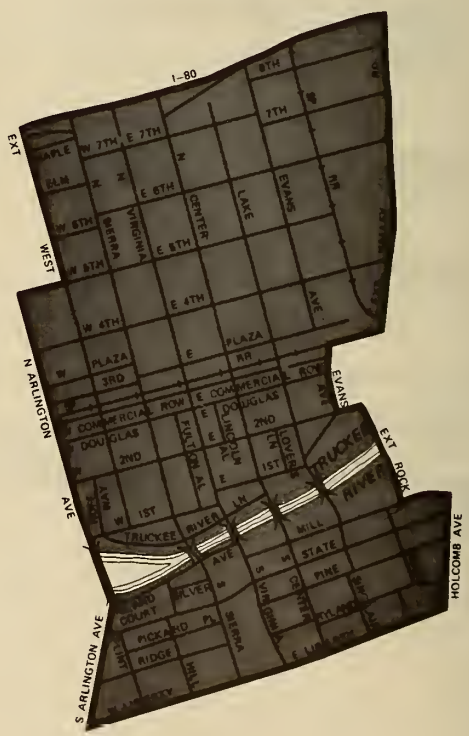 I-80
8TH
7TH
W 7TH
E 7TH
N
EXT
ELM
N
N
E 6TH
CENTER
LAKE
EVANS
RR
W 6TH
SIERRA
VIRGINIA
WEST
W 5TH
E 5TH
W 4TH
E 4TH
AVE
N ARLINGTON
W
PLAZA
E
PLAZA
3RD
RR
COMMERCIAL ROW
E COMMERCIAL ROW
EVANS
AVE
DOUGLAS
E DOUGLAS
2ND
E
2ND
FULTON AL
LINCOLN AL
LOVERS LN
EXT ROCK
AVE
WAY
W 1ST
E
1ST
TRUCKEE RIVER LN
TRUCKEE RIVER
MILL
AVE
STATE
HOLCOMB AVE
COURT
S
S
S
PINE
S ARLINGTON AVE
PICKARD PL
SIERRA
VIRGINIA
CENTER
RIDGE
HILL
E LIBERTY